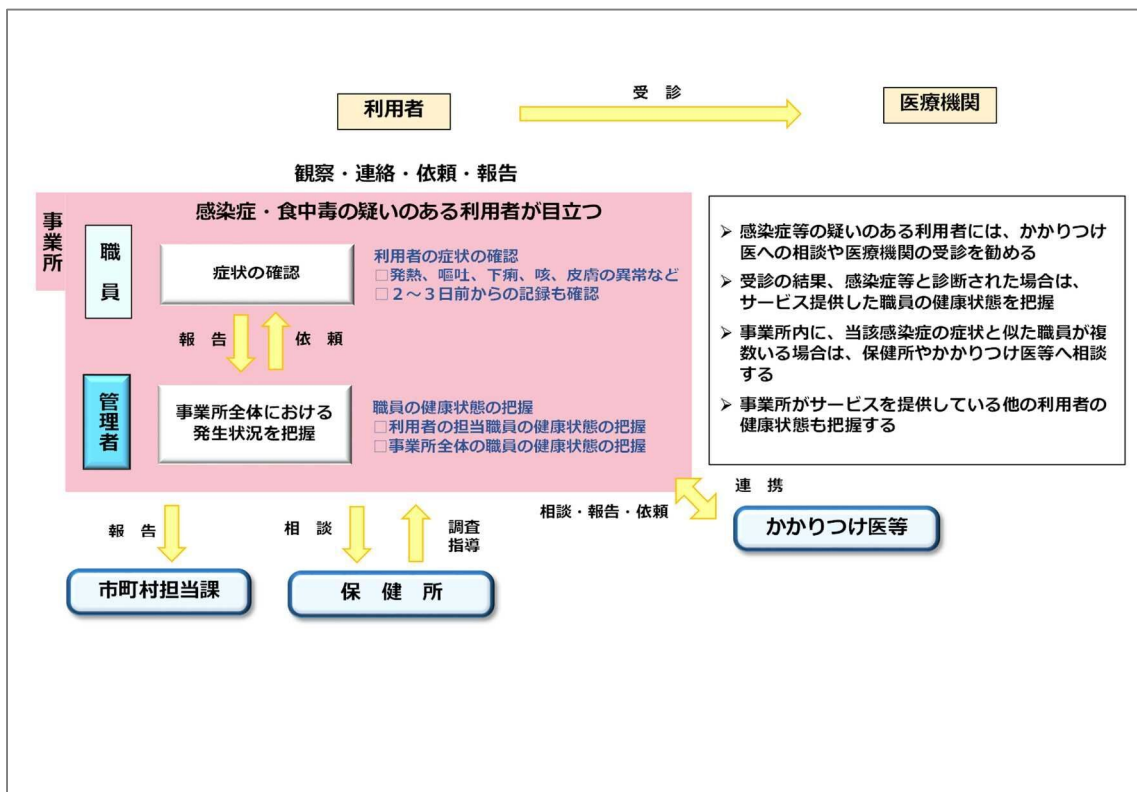 利用者
受 診
医療機関
観察・連絡・依頼・報告
事業所
感染症・食中毒の疑いのある利用者が目立つ
職員
症状の確認
利用者の症状の確認
□発熱、嘔吐、下痢、咳、皮膚の異常など
□２～３日前からの記録も確認
報 告
依 頼
管理者
事業所全体における
発生状況を把握
職員の健康状態の把握
□利用者の担当職員の健康状態の把握
□事業所全体の職員の健康状態の把握
➢ 感染症等の疑いのある利用者には、かかりつけ
医への相談や医療機関の受診を勧める
➢ 受診の結果、感染症等と診断された場合は、
サービス提供した職員の健康状態を把握
➢ 事業所内に、当該感染症の症状と似た職員が複
数いる場合は、保健所やかかりつけ医等へ相談
する
➢ 事業所がサービスを提供している他の利用者の
健康状態も把握する
報 告
相 談
調査
指導
相談・報告・依頼
連 携
かかりつけ医等
市町村担当課
保 健 所